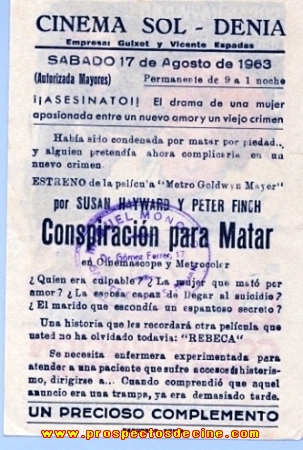 CINEMA SOL - DENIA
Empresa: Guixot y Vicente Espadas
SABADO 17 de Agosto de 1963
(Autorizada Mayores) Permanente de 9 a 1 noche
¡¡ASESINATO!! El drama de una mujer
apasionada entre un nuevo amor y un viejo crimen
Había sido condenada por matar por piedad..,
y alguien pretendía ahora complicarle en un
nuevo crimen.
ESTRENO de la película "Metro Goldwyn Mayer"
por SUSAN HAYWARD Y PETER FINCH
Conspiración para Matar
en Cinemascope y Metrocolor
¿Quien era culpable? ¿La mujer que mató por
amor? ¿La esposa capaz de llegar al suicidio?
¿El marido que escondía un espantoso secreto?
Una historia que les recordará otra película que
usted no ha olvidado todavía: "REBECA"
Se necesita enfermera experimentada para
atender a una paciente que sufre accesos de histeris-
mo, dirigirse a... Cuando comprendió que aquel
anuncio era una trampa, ya era demasiado tarde.
UN PRECIOSO COMPLEMENTO
www.prospectosdecine.com
Gómez Ferrer, 17